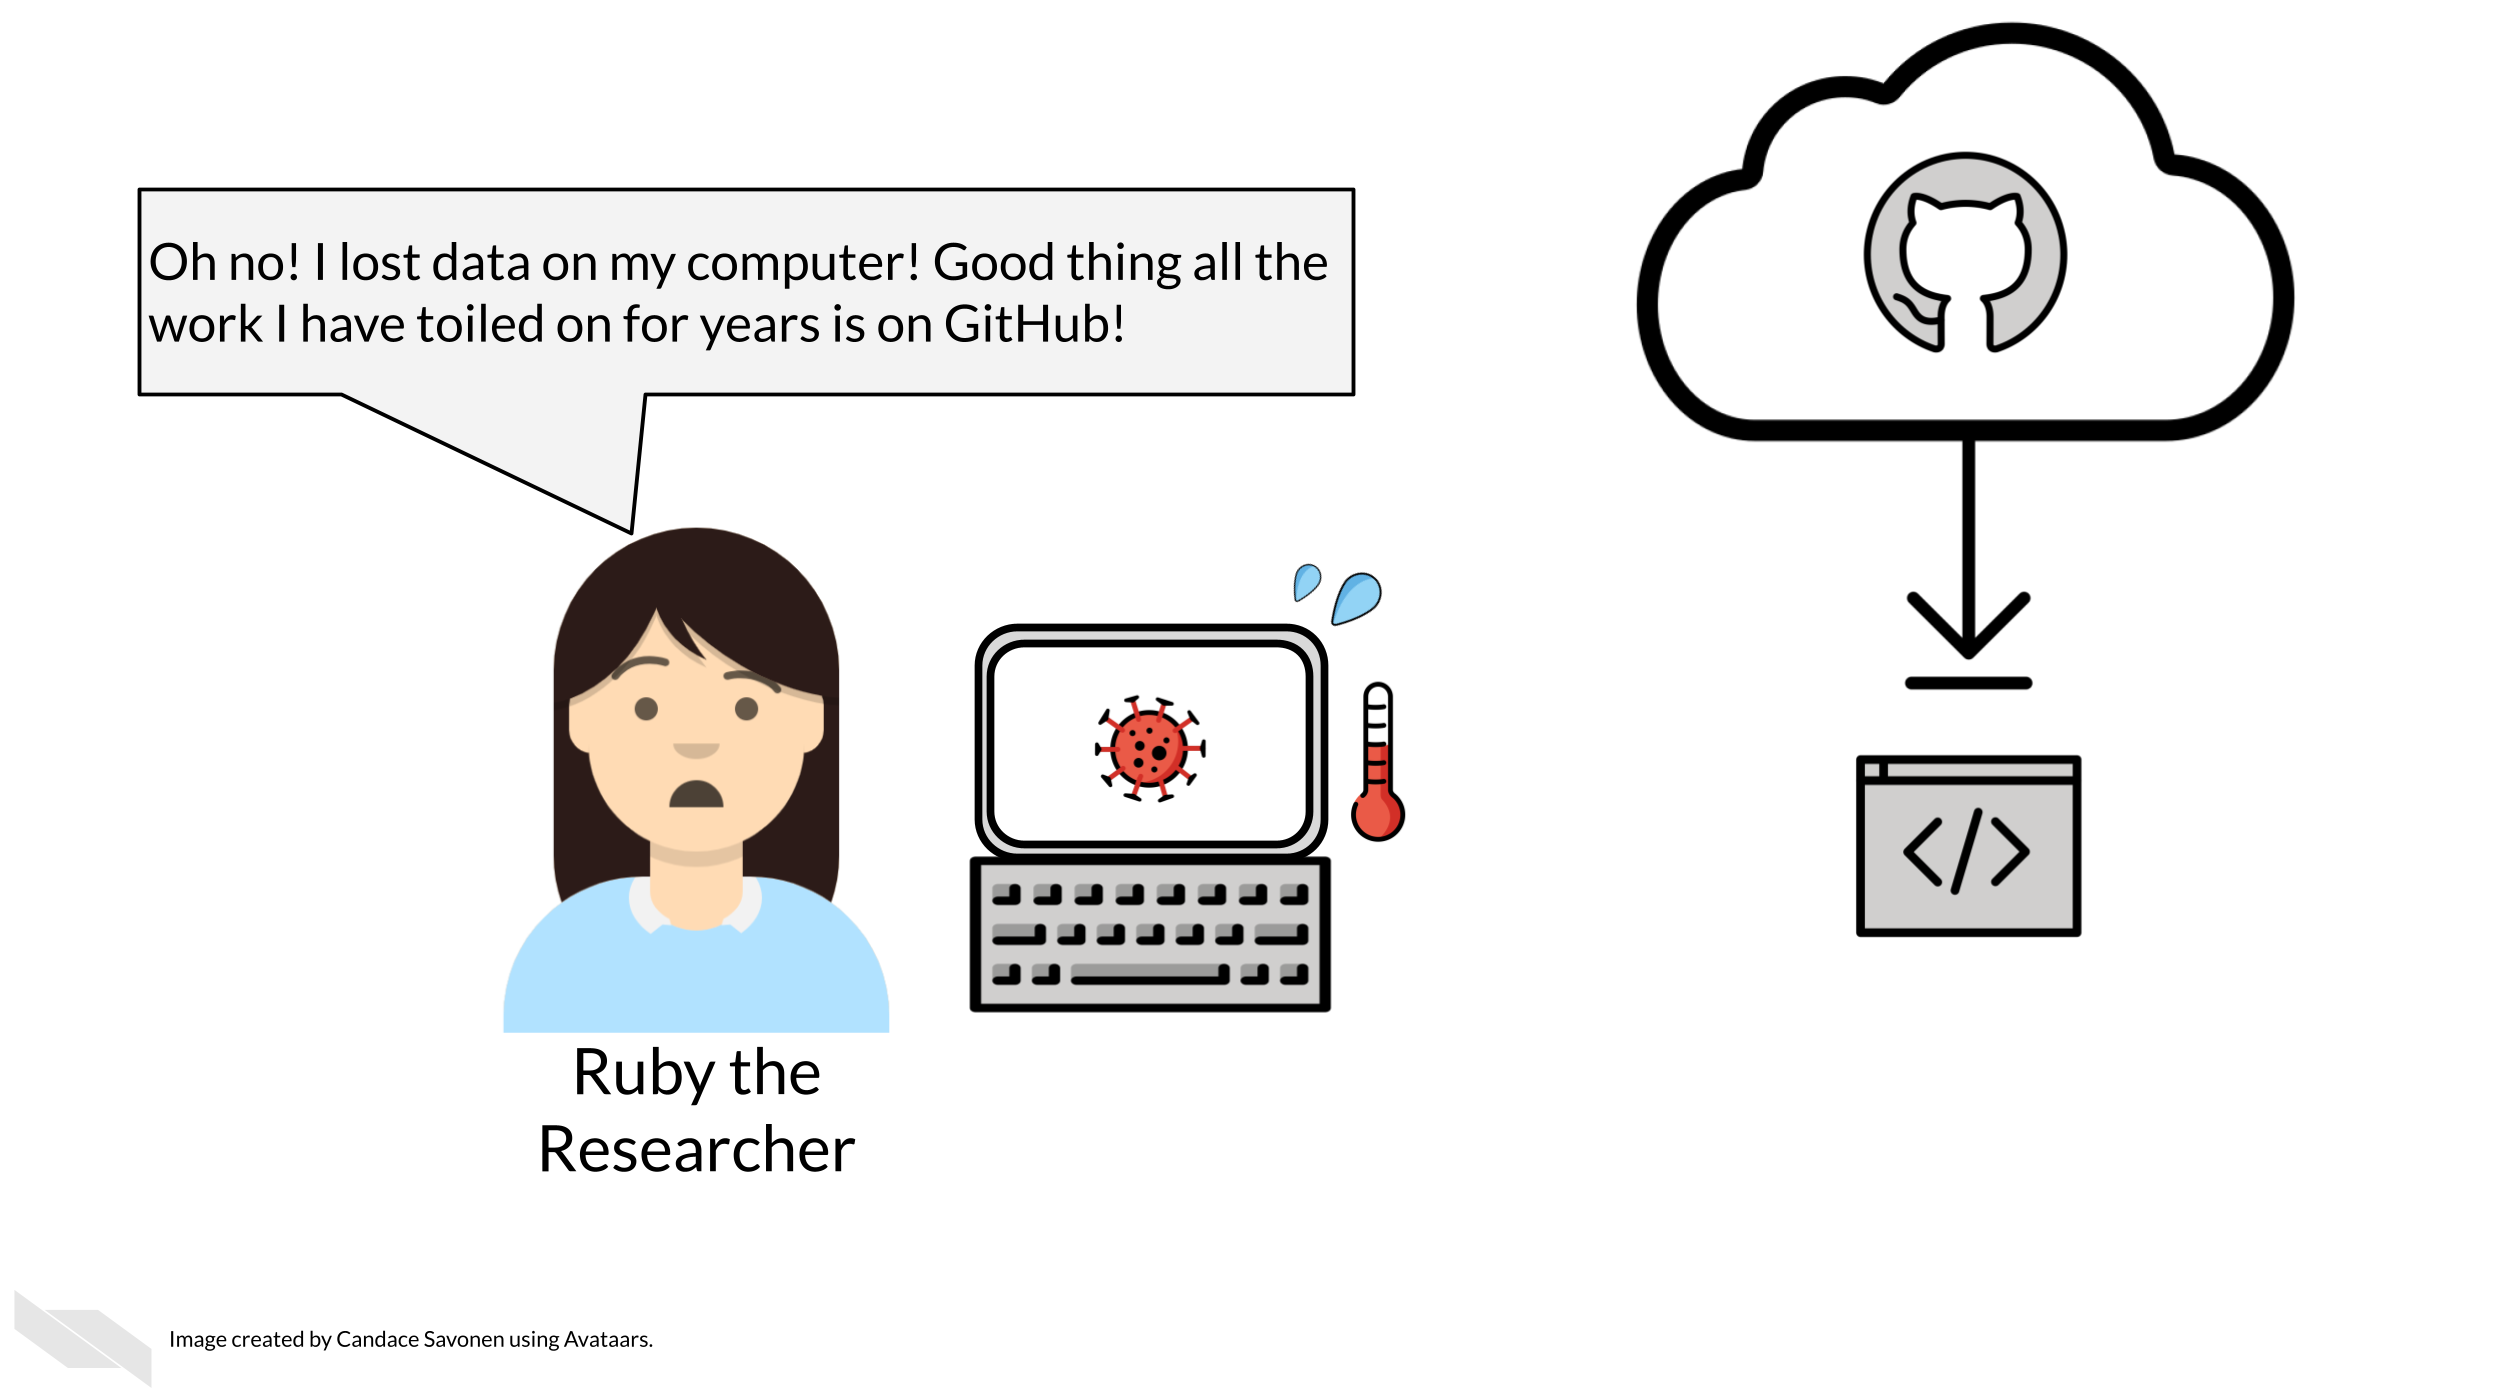 Oh no! I lost data on my computer! Good thing all the
work I have toiled on for years is on GitHub!
Ruby the
Researcher
Image created by Candace Savonen using Avataars.